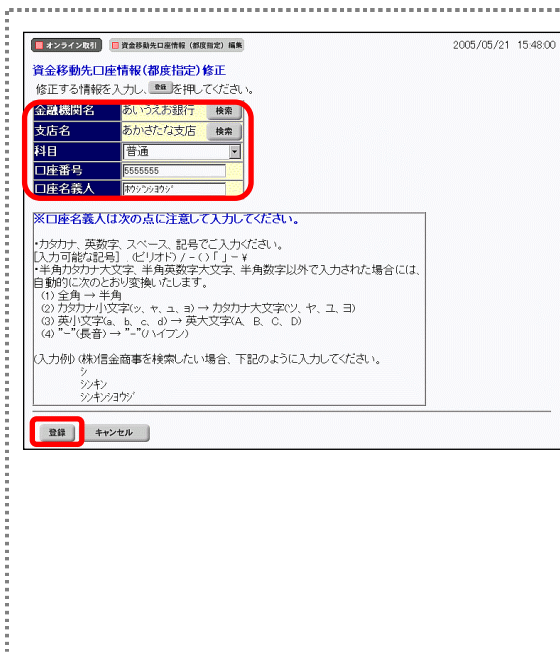 オンライン取引 資金移動先口座情報(都度指定)編集 2005/05/21 15:48:00
資金移動先口座情報(都度指定)修正
修正する情報を入力し、登録を押してください。
金融機関名 あいうえお銀行 検索
支店名 あかさたな支店 検索
科目 普通
口座番号 5555555
口座名義人 ホウジンシヨウジ
※口座名義人は次の点に注意して入力してください。
・カタカナ、英数字、スペース、記号でご入力ください。
[入力可能な記号] . (ピリオド) / - ( ) 「 」 - ¥
・半角カタカナ大文字、半角英数字大文字、半角数字以外で入力された場合には、
自動的に次のとおり変換いたします。
(1) 全角 → 半角
(2) カタカナ小文字(ッ、ャ、ュ、ョ) → カタカナ大文字(ツ、ヤ、ユ、ヨ)
(3) 英小文字(a、b、c、d) → 英大文字(A、B、C、D)
(4) "ー"(長音) → "-"(ハイフン)
(入力例) (株)信金商事を検索したい場合、下記のように入力してください。
シ
シンキン
シンキンシヨウジ
登録 キャンセル